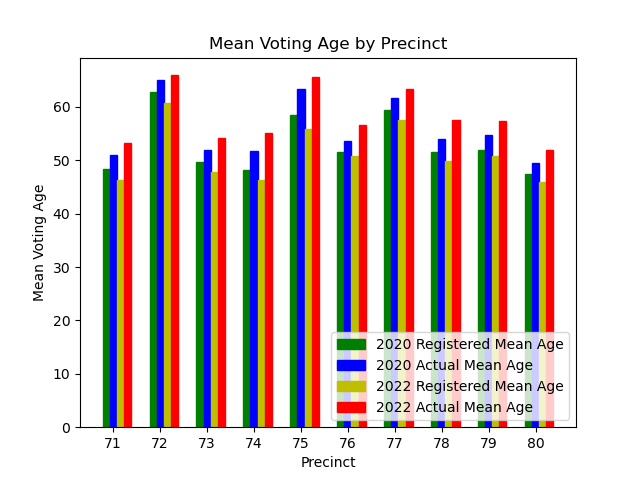 Mean Voting Age by Precinct
Mean Voting Age
60
50
40
30
20
10
0
2020 Registered Mean Age
2020 Actual Mean Age
2022 Registered Mean Age
2022 Actual Mean Age
71 72 73 74 75 76 77 78 79 80
Precinct